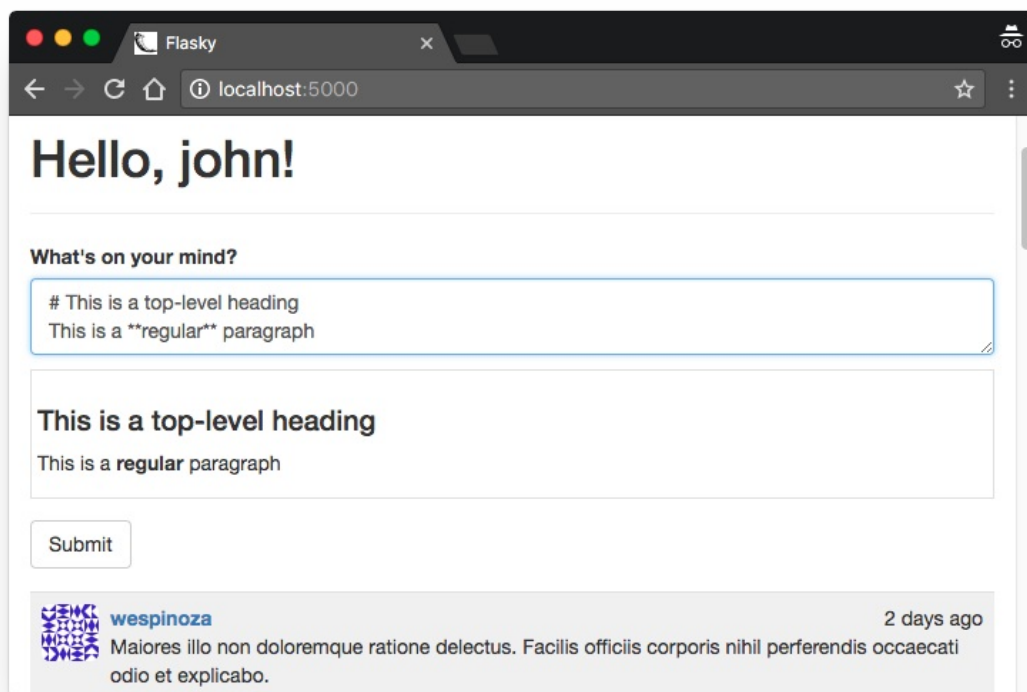 Flasky
localhost:5000
Hello, john!
What's on your mind?
# This is a top-level heading
This is a **regular** paragraph
This is a top-level heading
This is a regular paragraph
Submit
wespinoza 2 days ago
Maiores illo non doloremque ratione delectus. Facilis officiis corporis nihil perferendis occaecati
odio et explicabo.